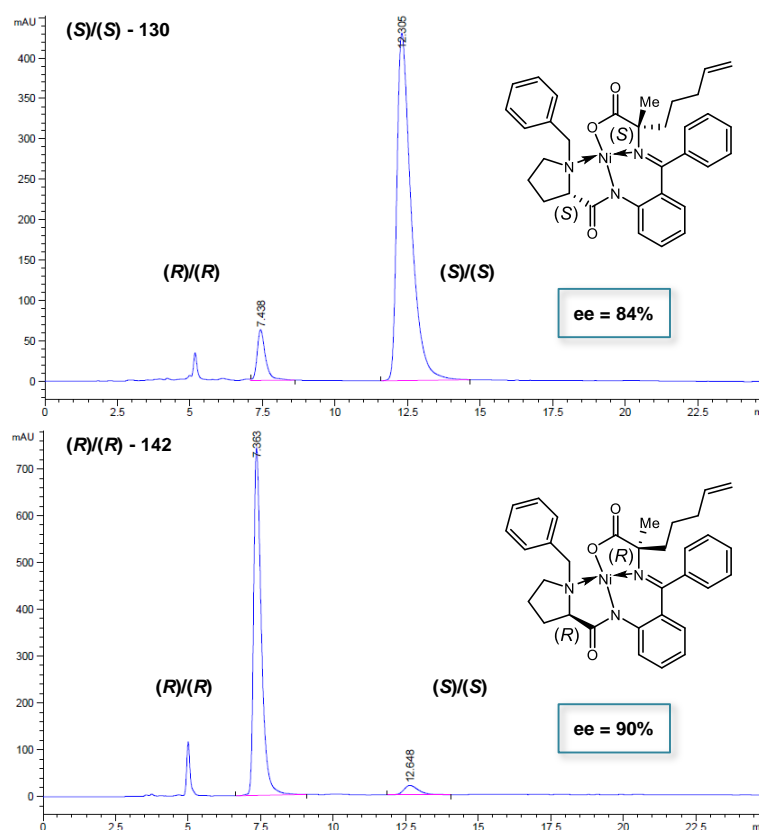 mAU
(S)/(S) - 130
12.305
400
350
300
250
200
150
100
50
0
(R)/(R)
7.438
(S)/(S)
O
Me
O
(S)
Ni
N
N
N
(S)
O
ee = 84%
0
2.5
5
7.5
10
12.5
15
17.5
20
22.5
m
mAU
(R)/(R) - 142
7.363
700
600
500
400
300
200
100
0
(R)/(R)
(S)/(S)
12.648
O
Me
O
(R)
Ni
N
N
N
(R)
O
ee = 90%
0
2.5
5
7.5
10
12.5
15
17.5
20
22.5
m